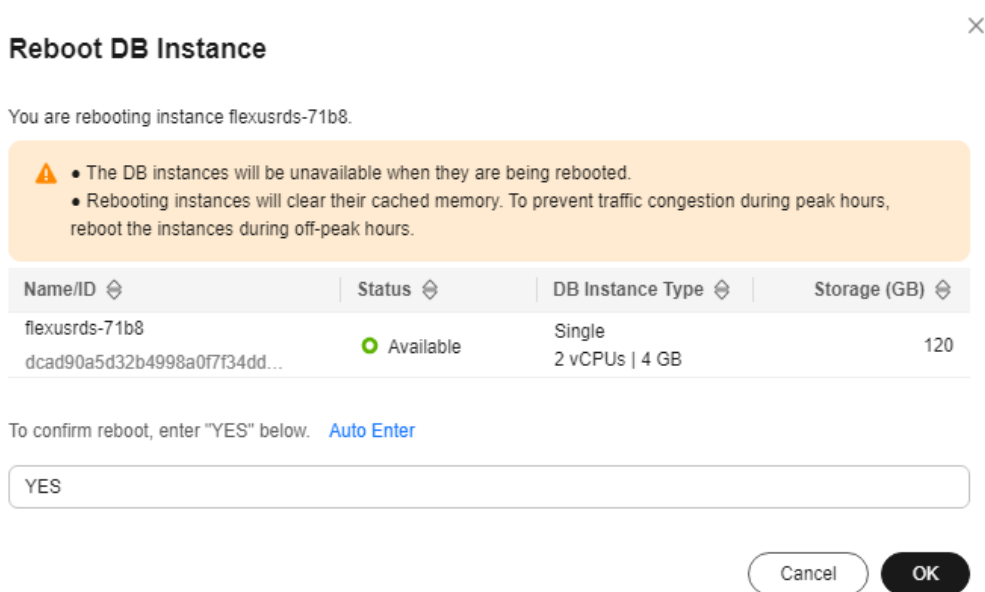 Reboot DB Instance
You are rebooting instance flexusrds-71b8.
• The DB instances will be unavailable when they are being rebooted.
• Rebooting instances will clear their cached memory. To prevent traffic congestion during peak hours,
reboot the instances during off-peak hours.
Name/ID Status DB Instance Type Storage (GB)
flexusrds-71b8
dcad90a5d32b4998a0f7f34dd...
Available
Single
2 vCPUs | 4 GB
120
To confirm reboot, enter "YES" below. Auto Enter
YES
Cancel OK